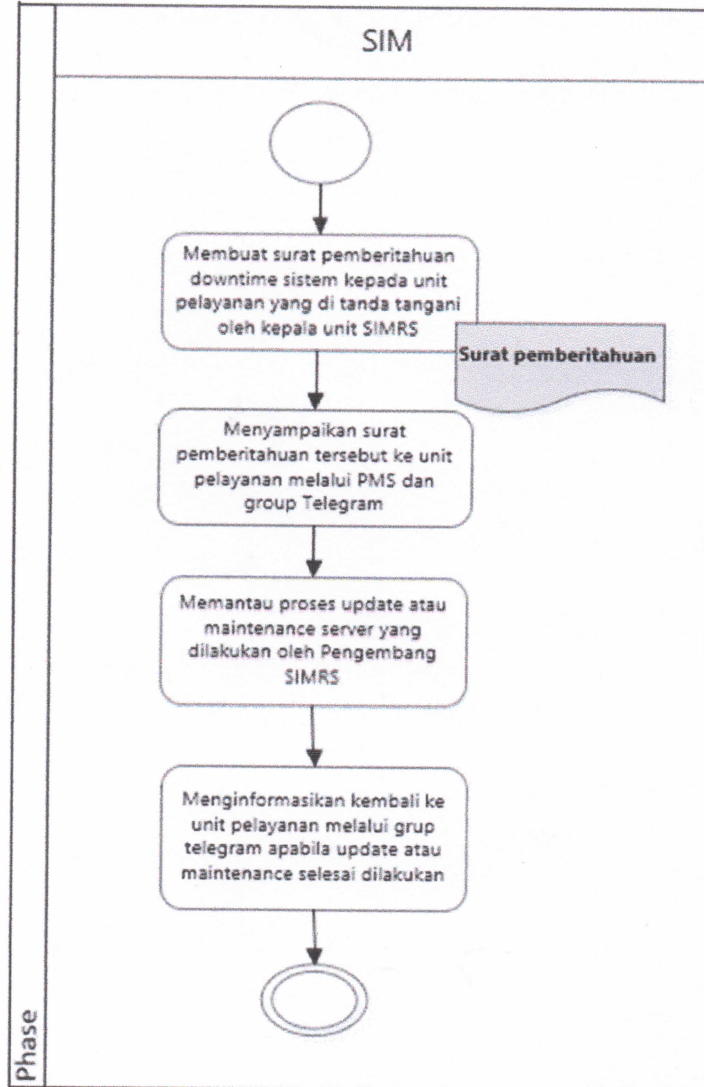 SIM
Membuat surat pemberitahuan
downtime sistem kepada unit
pelayanan yang di tanda tangani
oleh kepala unit SIMRS
Surat pemberitahuan
Menyampaikan surat
pemberitahuan tersebut ke unit
pelayanan melalui PMS dan
group Telegram
Memantau proses update atau
maintenance server yang
dilakukan oleh Pengembang
SIMRS
Menginformasikan kembali ke
unit pelayanan melalui grup
telegram apabila update atau
maintenance selesai dilakukan
Phase